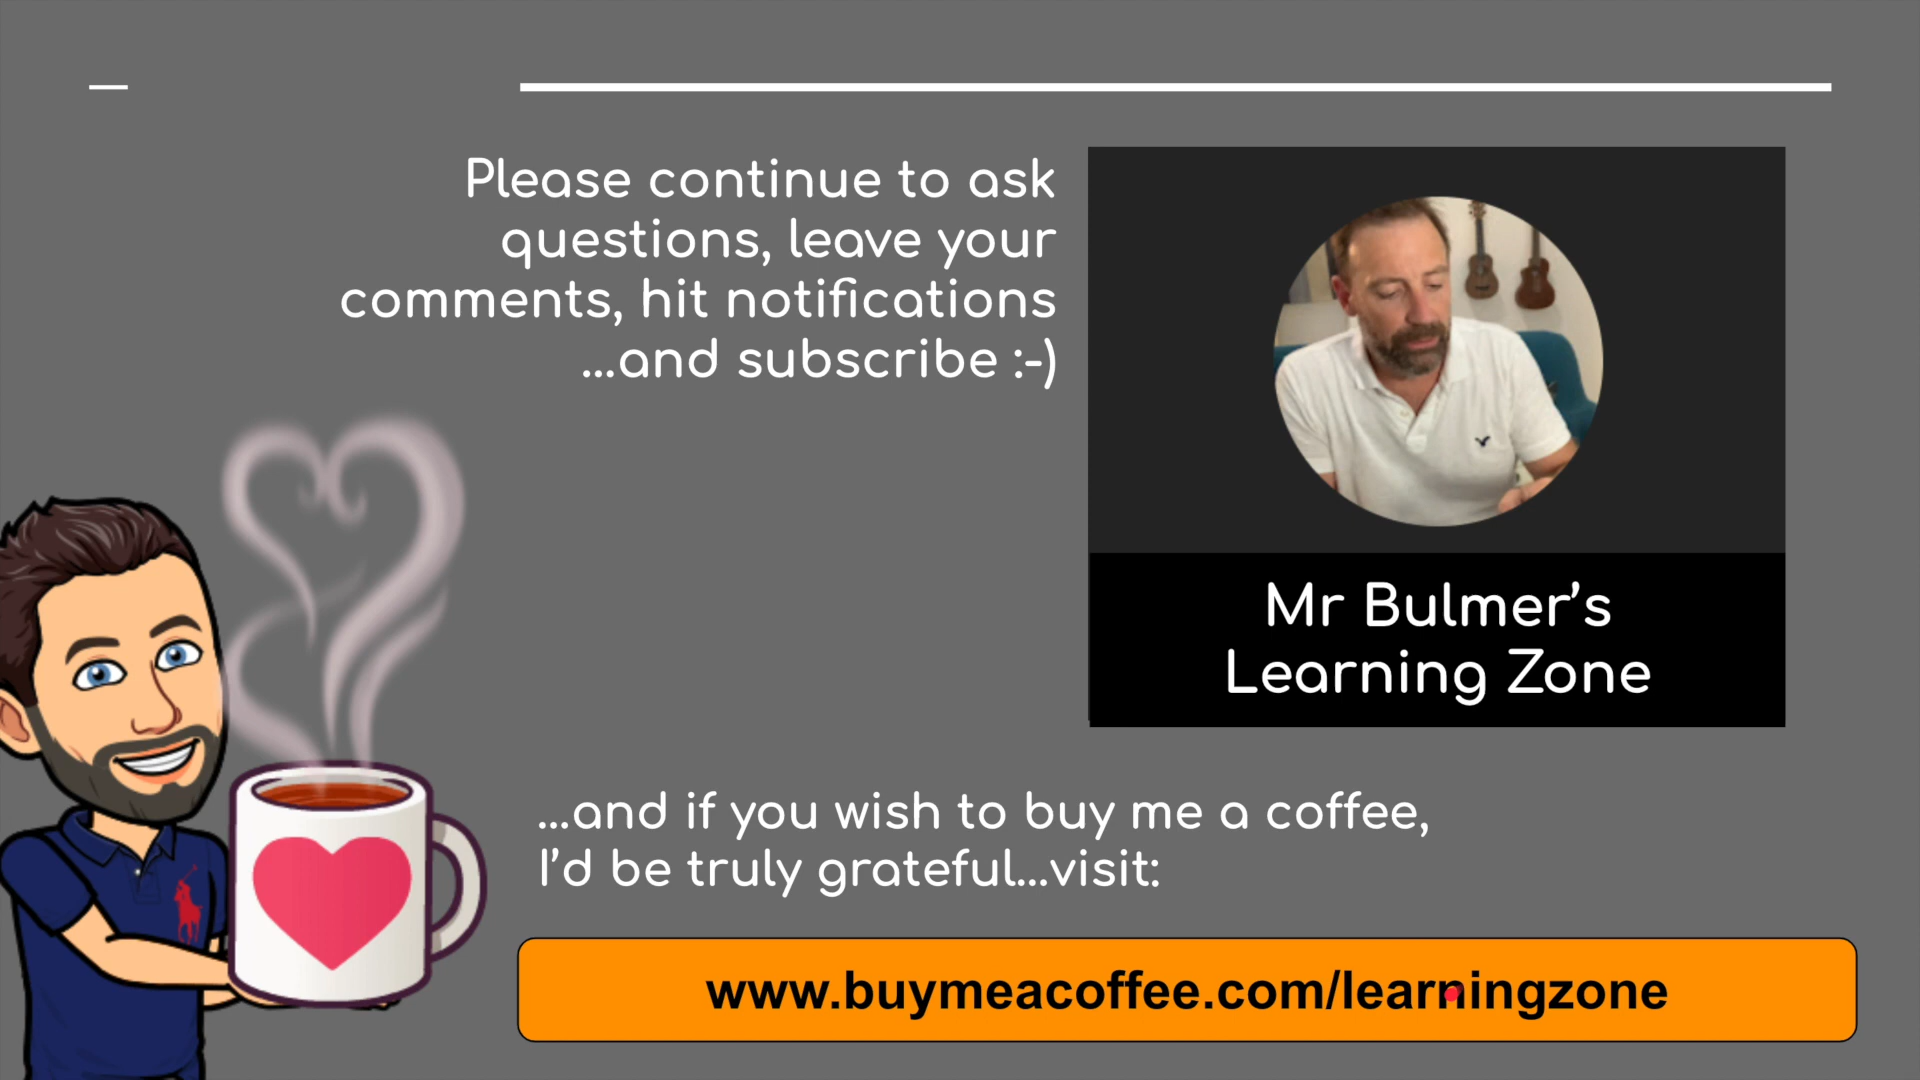 Please continue to ask
questions, leave your
comments, hit notifications
...and subscribe :-)
Mr Bulmer’s
Learning Zone
...and if you wish to buy me a coffee,
I’d be truly grateful...visit:
www.buymeacoffee.com/learningzone